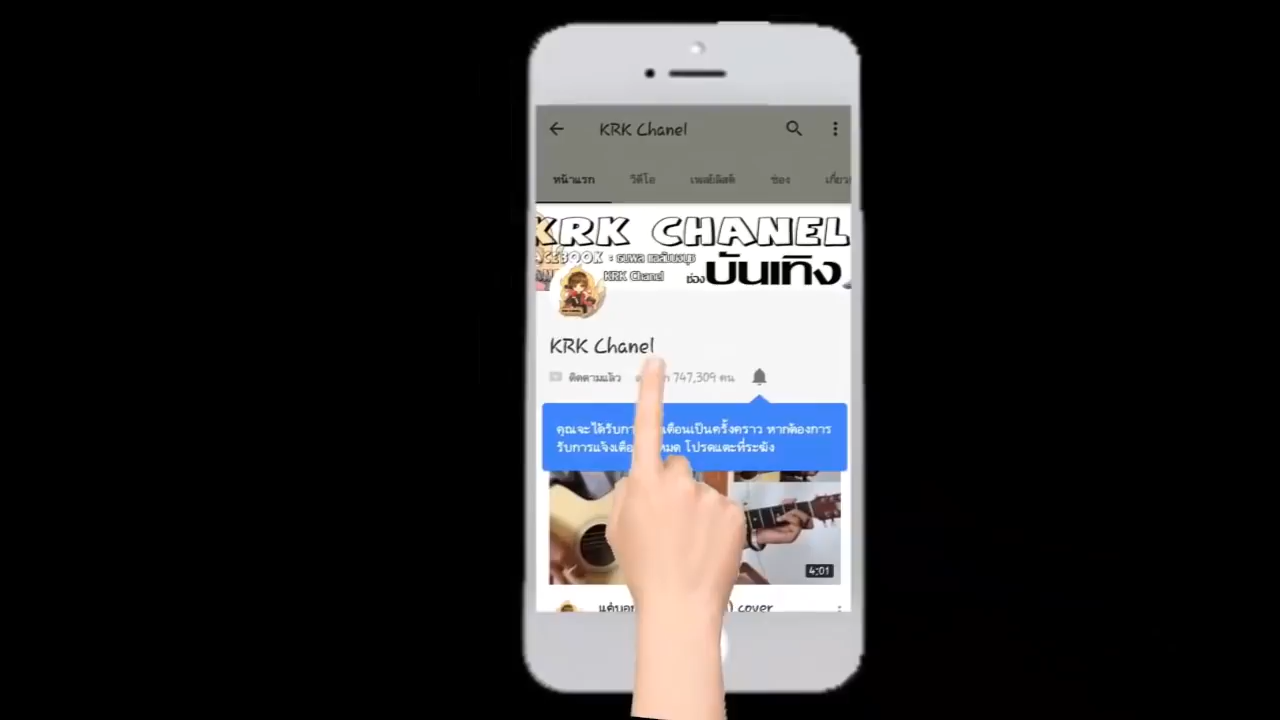 KRK Chanel
หน้าแรก วิดีโอ เพลย์ลิสต์ ช่อง
KRK CHANEL
KRK Chanel
ช่องบันเทิง
KRK Chanel
ติดตามแล้ว 747,309 คน
คุณจะได้รับกา เตือนเป็นครั้งคราว หากต้องการ
รับการแจ้งเตือ หมด โปรดแตะที่ระฆัง
4:01
cover